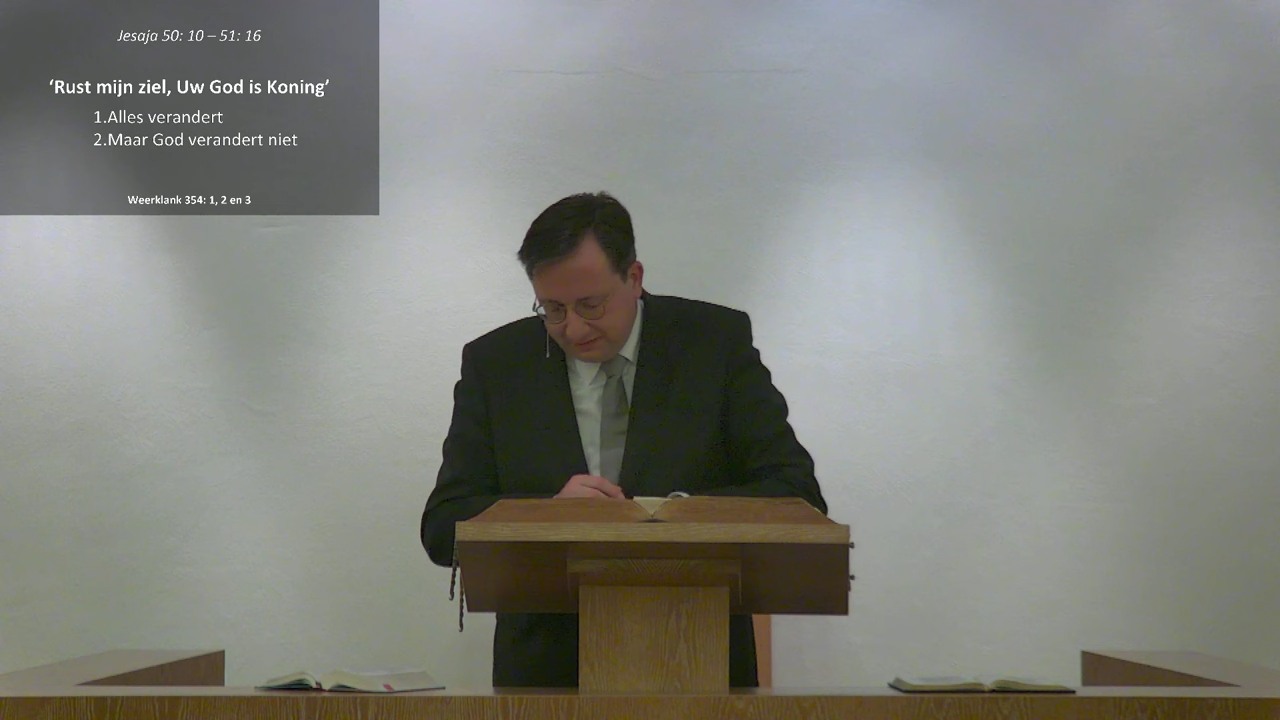 Jesaja 50: 10 – 51: 16
‘Rust mijn ziel, Uw God is Koning’
1.Alles verandert
2.Maar God verandert niet
Weerklank 354: 1, 2 en 3